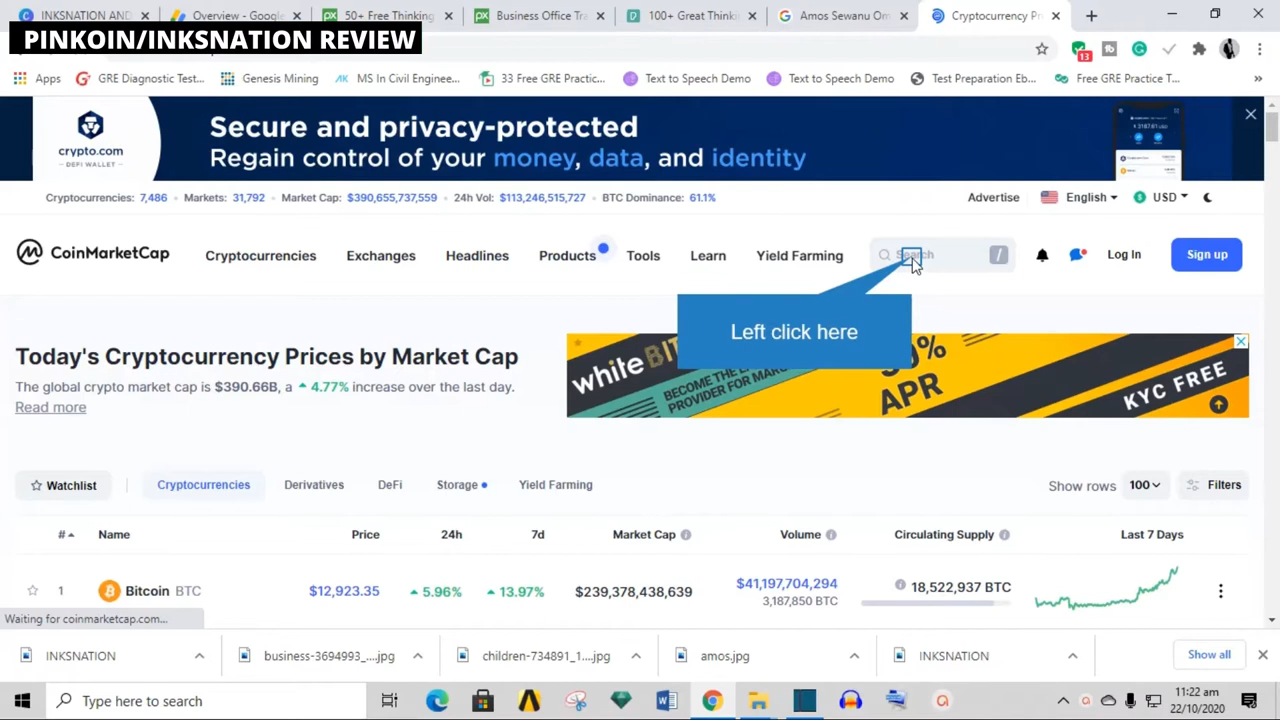 INKSNATION AND
Overview - Google
50+ Free Thinking
Business Office Tra
100+ Great Think
Amos Sewanu Om
Cryptocurrency Pr
PINKOIN/INKSNATION REVIEW
13
Apps
GRE Diagnostic Test...
Genesis Mining
MS In Civil Enginee...
33 Free GRE Practic...
Text to Speech Demo
Text to Speech Demo
Test Preparation Eb...
Free GRE Practice T...
»
crypto.com
DEFI WALLET
Secure and privacy-protected
Regain control of your money, data, and identity
Cryptocurrencies: 7,486 Markets: 31,792 Market Cap: $390,655,737,559 24h Vol: $113,246,515,727 BTC Dominance: 61.1%
Advertise English USD
CoinMarketCap
Cryptocurrencies Exchanges Headlines Products Tools Learn Yield Farming
Search /
Log In
Sign up
Left click here
Today's Cryptocurrency Prices by Market Cap
The global crypto market cap is $390.66B, a 4.77% increase over the last day.
Read more
whiteBIT
BECOME THE
PROVIDER FOR
APR
KYC FREE
Watchlist
Cryptocurrencies Derivatives DeFi Storage Yield Farming
Show rows 100 Filters
# Name Price 24h 7d Market Cap Volume Circulating Supply Last 7 Days
1 Bitcoin BTC $12,923.35 5.96% 13.97% $239,378,438,639 $41,197,704,294 18,522,937 BTC
3,187,850 BTC
Waiting for coinmarketcap.com...
INKSNATION
business-3694993_....jpg
children-734891_1....jpg
amos.jpg
INKSNATION
Show all
Type here to search
11:22 am
22/10/2020